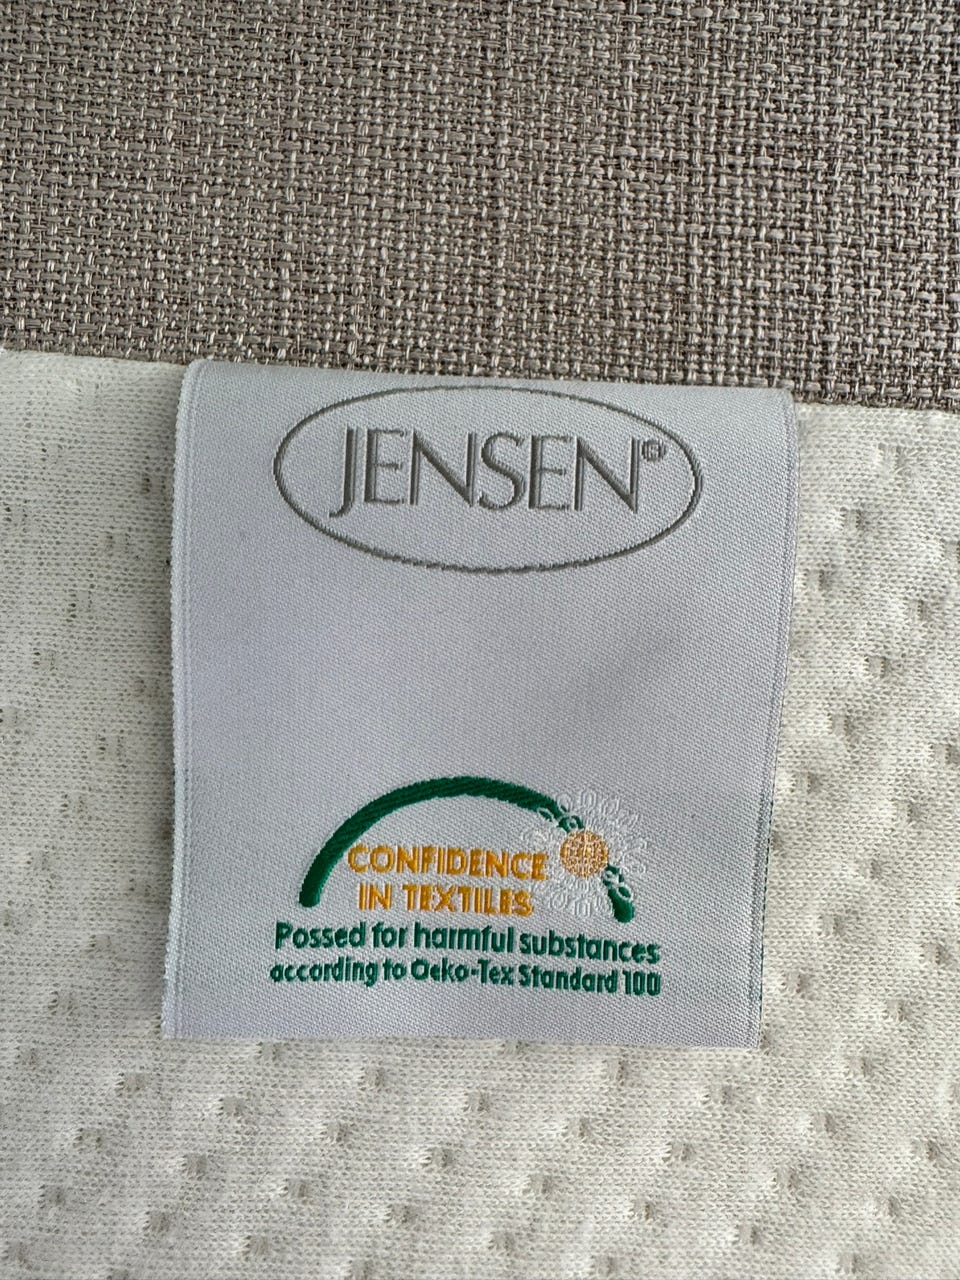 JENSEN®
CONFIDENCE
IN TEXTILES
Possed for harmful substances
according to Oeko-Tex Standard 100